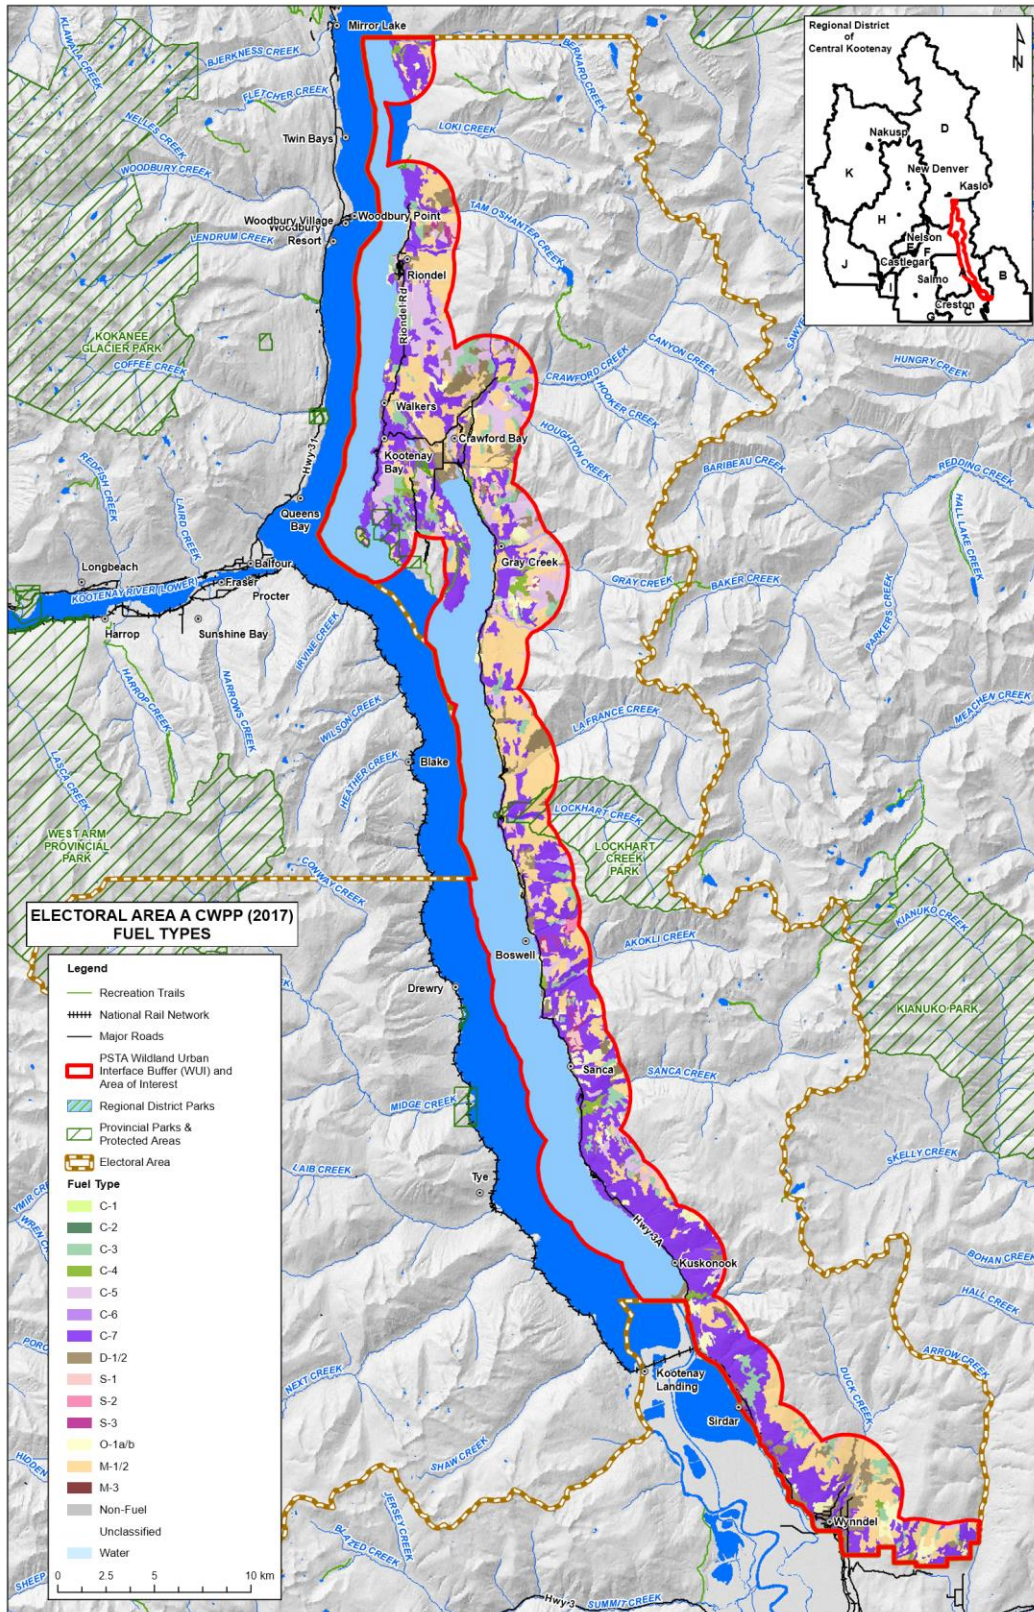 Mirror Lake
KLAWALA CREEK
BJERKNESS CREEK
FLETCHER CREEK
BERNARD CREEK
LOKI CREEK
NELLES CREEK
Twin Bays
WOODBURY CREEK
Woodbury Village
Woodbury Point
Woodbury
Resort
LENDRUM CREEK
TAM O'SHANTER CREEK
Riondel
Riondel Rd
KOKANEE
GLACIER PARK
COFFEE CREEK
CRAWFORD CREEK
CANYON CREEK
HOOKER CREEK
HUNGRY CREEK
Walkers
HOUGHTON CREEK
Crawford Bay
Kootenay
Bay
Hwy 31
BARIBEAU CREEK
REDDING CREEK
HALL LAKE CREEK
REDFISH CREEK
LAIRD CREEK
Queens
Bay
Longbeach
Balfour
Fraser
KOOTENAY RIVER (LOWER)
Procter
Harrop
Sunshine Bay
Gray Creek
GRAY CREEK
BAKER CREEK
PARKERS CREEK
IRVINE CREEK
HARROP CREEK
NARROWS CREEK
WILSON CREEK
LA FRANCE CREEK
MEACHEN CREEK
LASCA CREEK
HEATHER CREEK
Blake
LOCKHART CREEK
LOCKHART
CREEK
PARK
WEST ARM
PROVINCIAL
PARK
CONWAY CREEK
KIANUKO CREEK
AKOKLI CREEK
Boswell
Drewry
KIANUKO PARK
Sanca
SANCA CREEK
MIDGE CREEK
SKELLY CREEK
LAIB CREEK
Tye
Hwy 3A
Kuskonook
BOHAN CREEK
HALL CREEK
ARROW CREEK
NEXT CREEK
Kootenay
Landing
DUCK CREEK
Sirdar
SHAW CREEK
Wynndel
JERSEY CREEK
BLAZED CREEK
Hwy 3
SUMMIT CREEK
Regional District
of
Central Kootenay
N
D
Nakusp
K
New Denver
Kaslo
H
Nelson
E
F
J
Castlegar
I
Salmo
A
B
Creston
G
C
ELECTORAL AREA A CWPP (2017)
FUEL TYPES
Legend
Recreation Trails
National Rail Network
Major Roads
PSTA Wildland Urban
Interface Buffer (WUI) and
Area of Interest
Regional District Parks
Provincial Parks &
Protected Areas
Electoral Area
Fuel Type
C-1
C-2
C-3
C-4
C-5
C-6
C-7
D-1/2
S-1
S-2
S-3
O-1a/b
M-1/2
M-3
Non-Fuel
Unclassified
Water
0 2.5 5 10 km